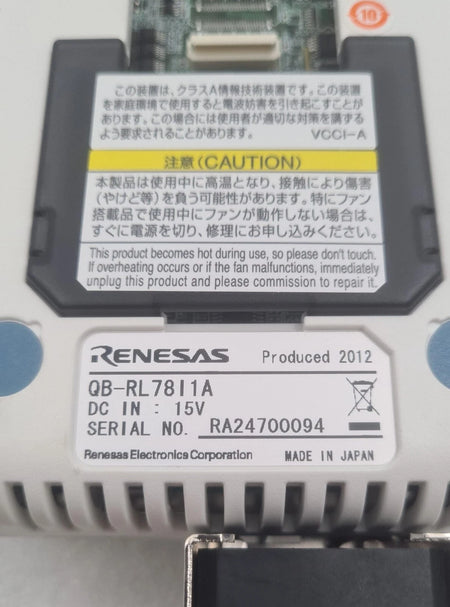 10
この装置は、クラスA情報技術装置です。この装置
を家庭環境で使用すると電波妨害を引き起こすことが
あります。この場合には使用者が適切な対策を講ずる
よう要求されることがあります。 VCCI-A
注意(CAUTION)
本製品は使用中に高温となり、接触により傷害
(やけど等)を負う可能性があります。特にファン
搭載品で使用中にファンが動作しない場合は、
すぐに電源を切り、修理にお申し込みください。
This product becomes hot during use, so please don't touch.
If overheating occurs or if the fan malfunctions, immediately
unplug this product and please commission to repair it.
RENESAS Produced 2012
QB-RL78I1A
DC IN : 15V
SERIAL NO. RA24700094
Renesas Electronics Corporation MADE IN JAPAN